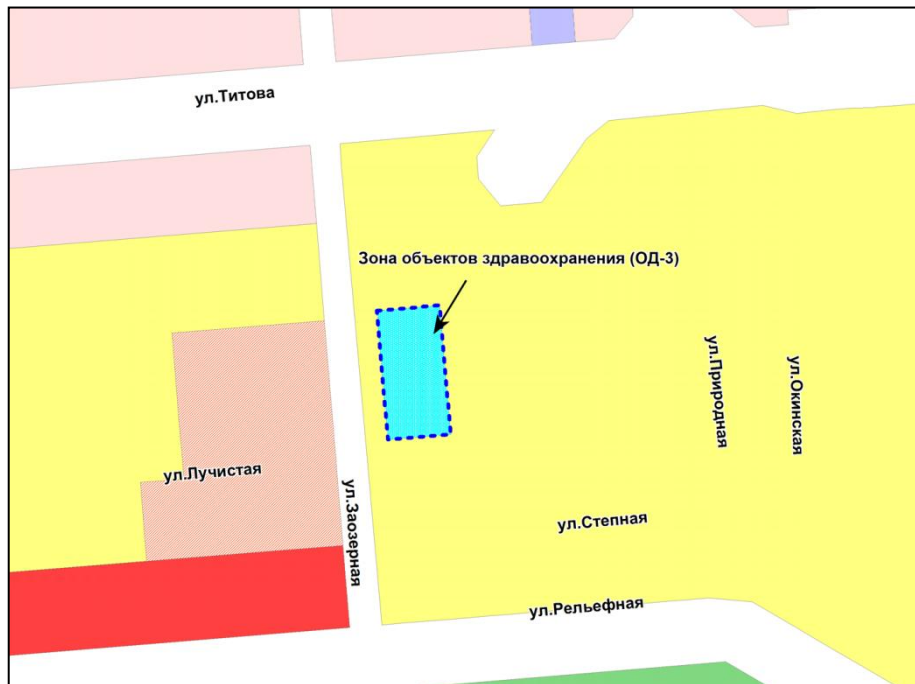 ул.Титова
Зона объектов здравоохранения (ОД-3)
ул.Природная
ул.Окинская
ул.Лучистая
ул.Заозерная
ул.Степная
ул.Рельефная